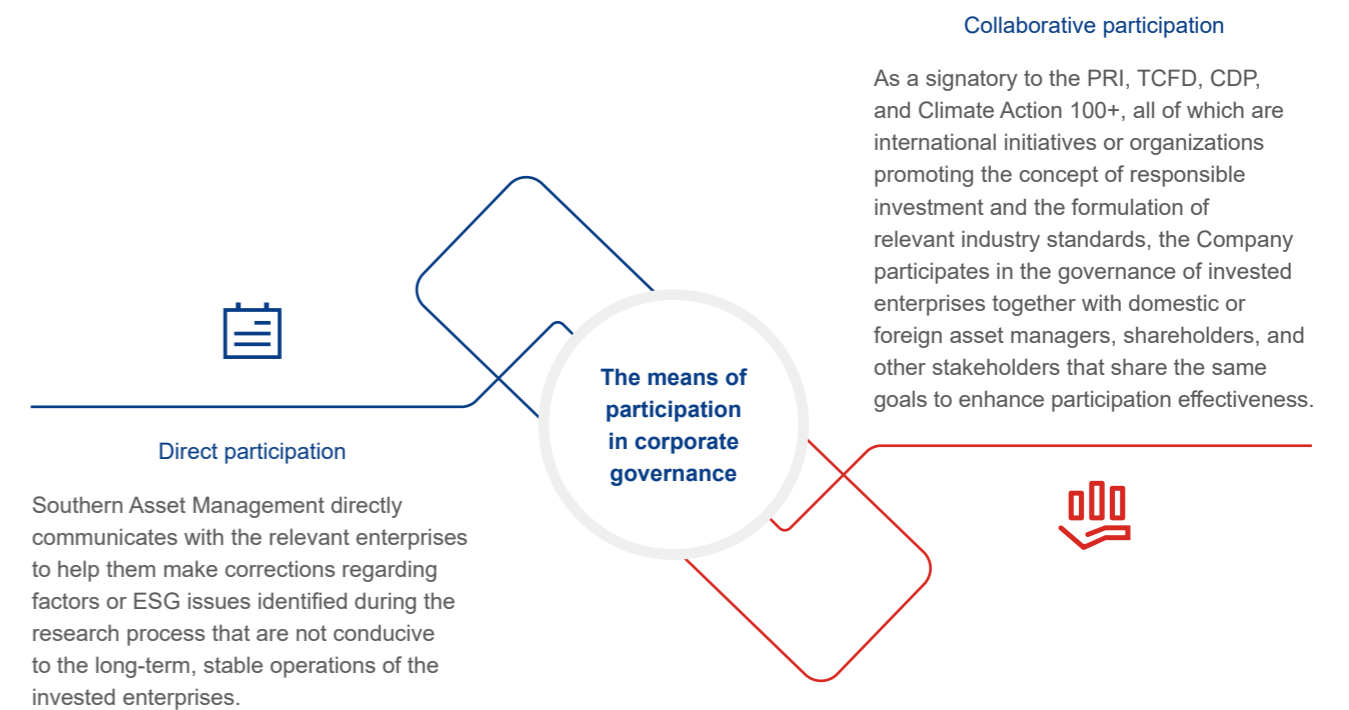 Collaborative participation
As a signatory to the PRI, TCFD, CDP,
and Climate Action 100+, all of which are
international initiatives or organizations
promoting the concept of responsible
investment and the formulation of
relevant industry standards, the Company
participates in the governance of invested
enterprises together with domestic or
foreign asset managers, shareholders, and
other stakeholders that share the same
goals to enhance participation effectiveness.
The means of
participation
in corporate
governance
Direct participation
Southern Asset Management directly
communicates with the relevant enterprises
to help them make corrections regarding
factors or ESG issues identified during the
research process that are not conducive
to the long-term, stable operations of the
invested enterprises.